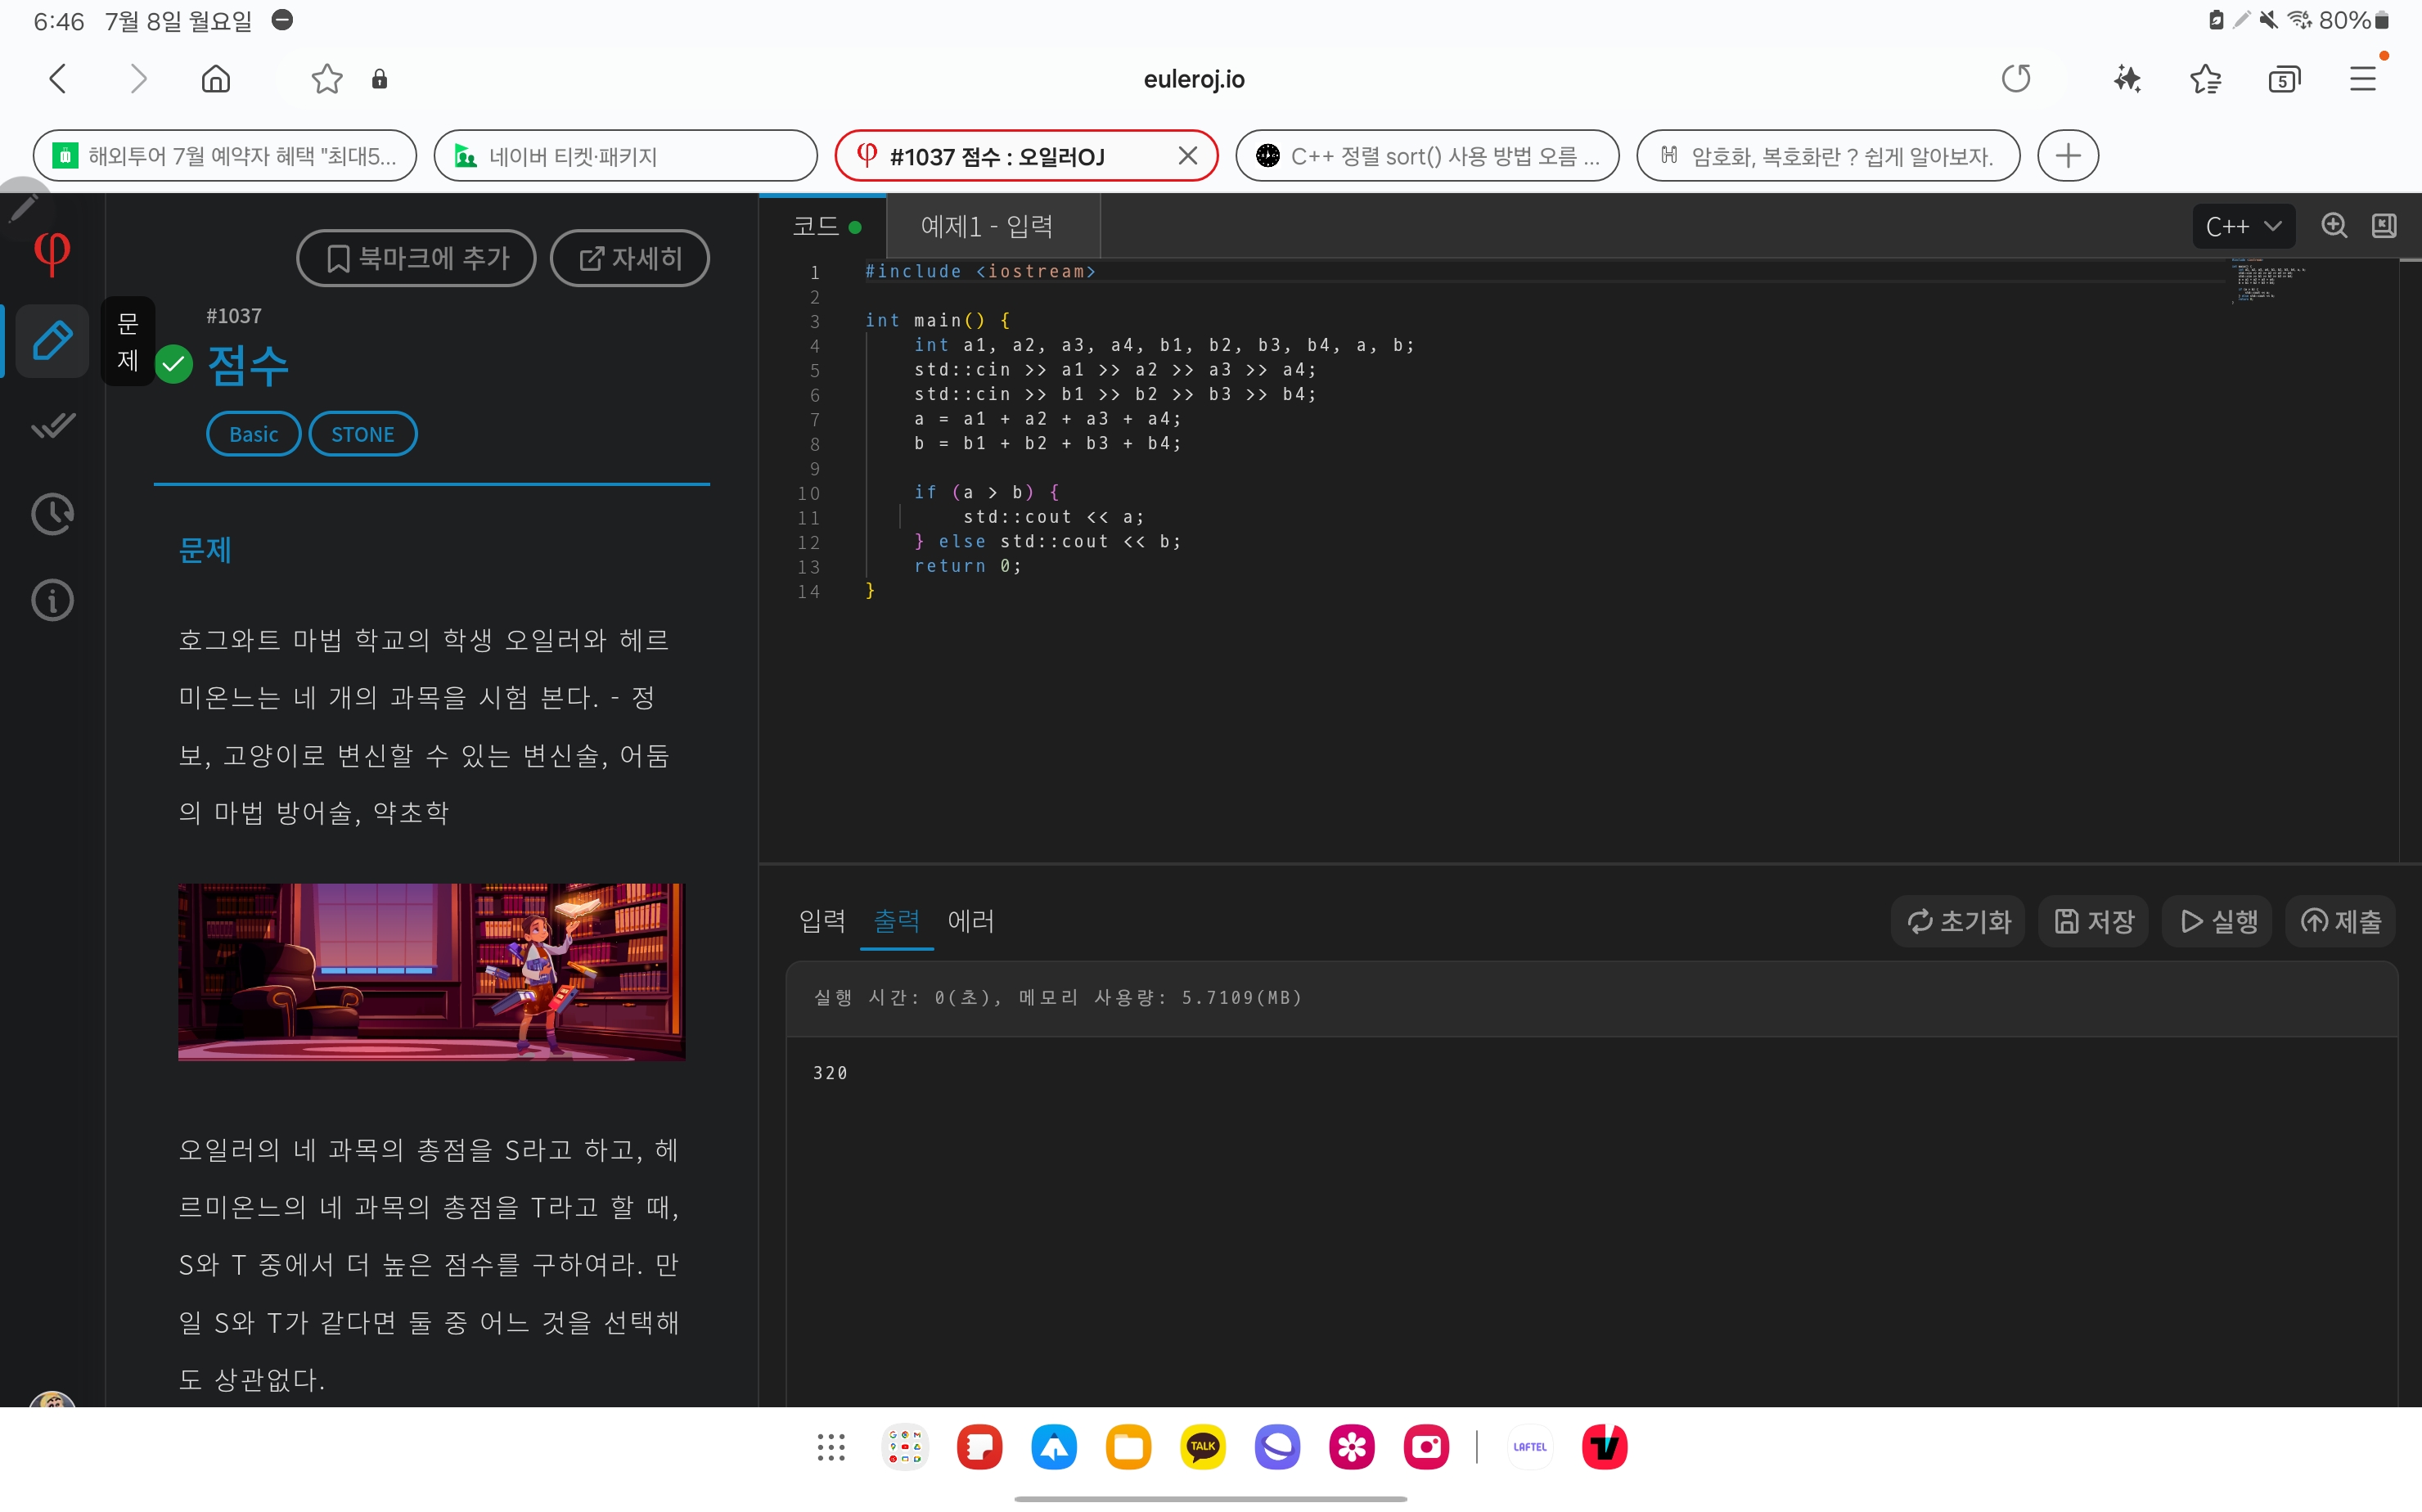 6:46 7월 8일 월요일
80%
euleroj.io
5
해외투어 7월 예약자 혜택 "최대5...
네이버 티켓·패키지
#1037 점수 : 오일러OJ
C++ 정렬 sort() 사용 방법 오름 ...
암호화, 복호화란 ? 쉽게 알아보자.
북마크에 추가
자세히
문
제
#1037
점수
Basic
STONE
문제
호그와트 마법 학교의 학생 오일러와 헤르
미온느는 네 개의 과목을 시험 본다. - 정
보, 고양이로 변신할 수 있는 변신술, 어둠
의 마법 방어술, 약초학
오일러의 네 과목의 총점을 S라고 하고, 헤
르미온느의 네 과목의 총점을 T라고 할 때,
S와 T 중에서 더 높은 점수를 구하여라. 만
일 S와 T가 같다면 둘 중 어느 것을 선택해
도 상관없다.
코드
예제1 - 입력
C++
1 #include <iostream>
2
3 int main() {
4 int a1, a2, a3, a4, b1, b2, b3, b4, a, b;
5 std::cin >> a1 >> a2 >> a3 >> a4;
6 std::cin >> b1 >> b2 >> b3 >> b4;
7 a = a1 + a2 + a3 + a4;
8 b = b1 + b2 + b3 + b4;
9
10 if (a > b) {
11 std::cout << a;
12 } else std::cout << b;
13 return 0;
14 }
입력 출력 에러
초기화
저장
실행
제출
실행 시간: 0(초), 메모리 사용량: 5.7109(MB)
320
TALK
LAFTEL